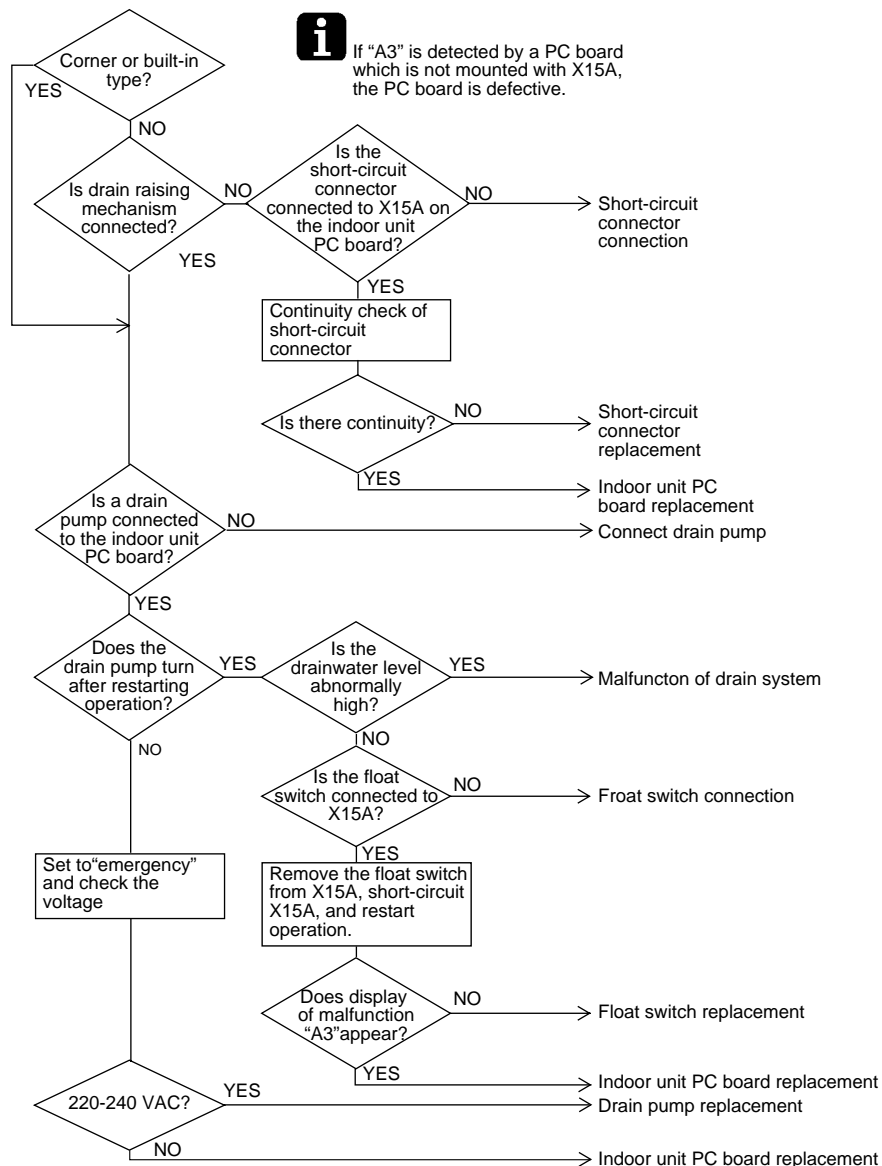 Corner or built-in
type?
YES
NO
i
If “A3” is detected by a PC board
which is not mounted with X15A,
the PC board is defective.
Is drain raising
mechanism
connected?
NO
YES
Is the
short-circuit
connector
connected to X15A on
the indoor unit
PC board?
NO
Short-circuit
connector
connection
YES
Continuity check of
short-circuit
connector
Is there continuity?
NO
Short-circuit
connector
replacement
YES
Indoor unit PC
board replacement
Is a drain
pump connected
to the indoor unit
PC board?
NO
Connect drain pump
YES
Does the
drain pump turn
after restarting
operation?
YES
NO
Is the
drainwater level
abnormally
high?
YES
Malfuncton of drain system
NO
Is the float
switch connected to
X15A?
NO
Froat switch connection
YES
Set to“emergency”
and check the
voltage
Remove the float switch
from X15A, short-circuit
X15A, and restart
operation.
Does display
of malfunction
“A3”appear?
NO
Float switch replacement
YES
Indoor unit PC board replacement
220-240 VAC?
YES
Drain pump replacement
NO
Indoor unit PC board replacement